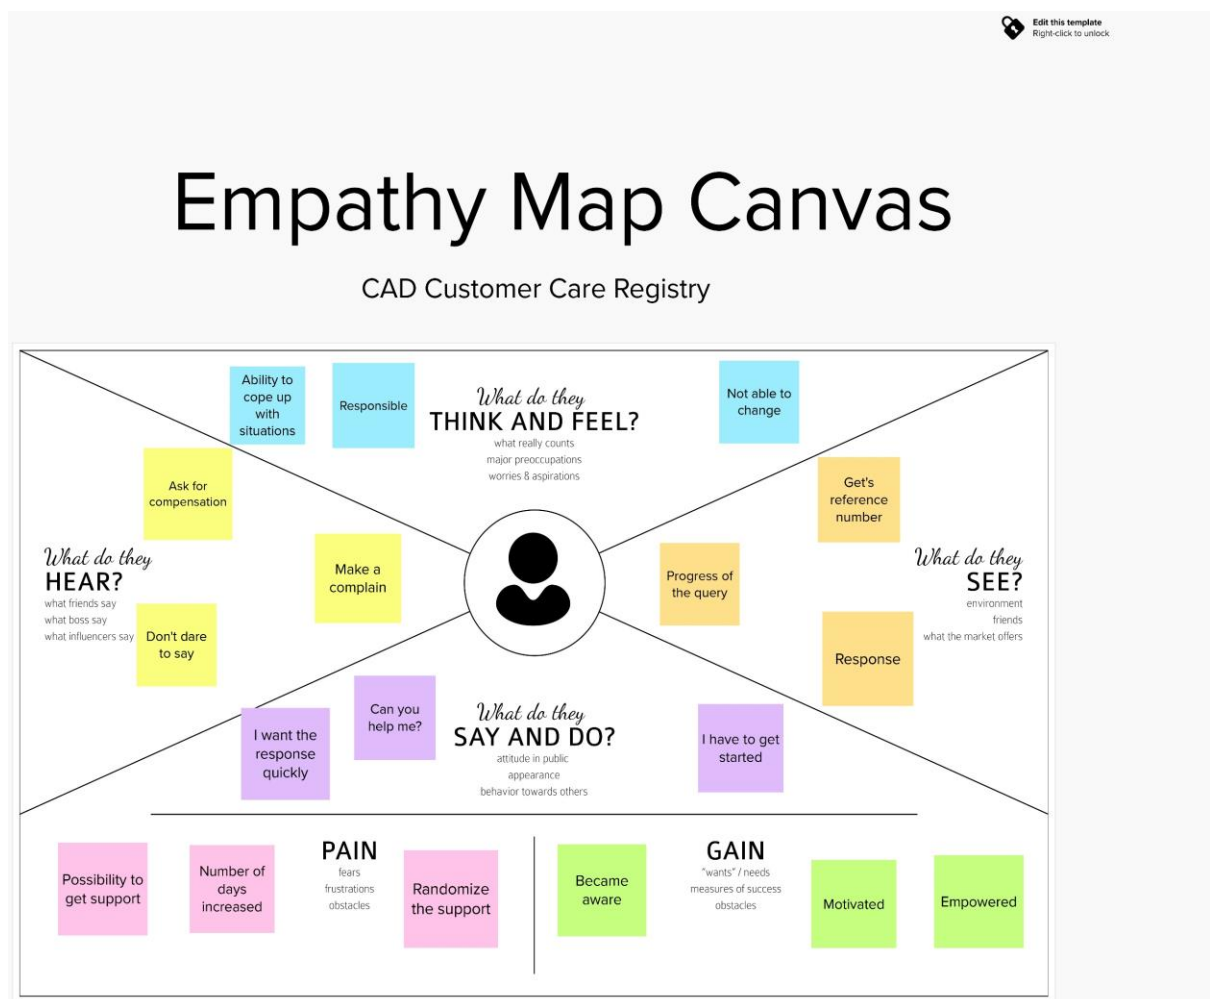 Edit this template
Right-click to unlock
Empathy Map Canvas
CAD Customer Care Registry
Ability to
cope up
with
situations
Responsible
What do they
THINK AND FEEL?
what really counts
major preoccupations
worries & aspirations
Not able to
change
Ask for
compensation
Get's
reference
number
What do they
HEAR?
what friends say
what boss say
what influencers say
Make a
complain
Don't dare
to say
Progress of
the query
What do they
SEE?
environment
friends
what the market offers
Response
I want the
response
quickly
Can you
help me?
What do they
SAY AND DO?
attitude in public
appearance
behavior towards others
I have to get
started
Possibility to
get support
Number of
days
increased
PAIN
fears
frustrations
obstacles
Randomize
the support
Became
aware
GAIN
"wants" / needs
measures of success
obstacles
Motivated
Empowered